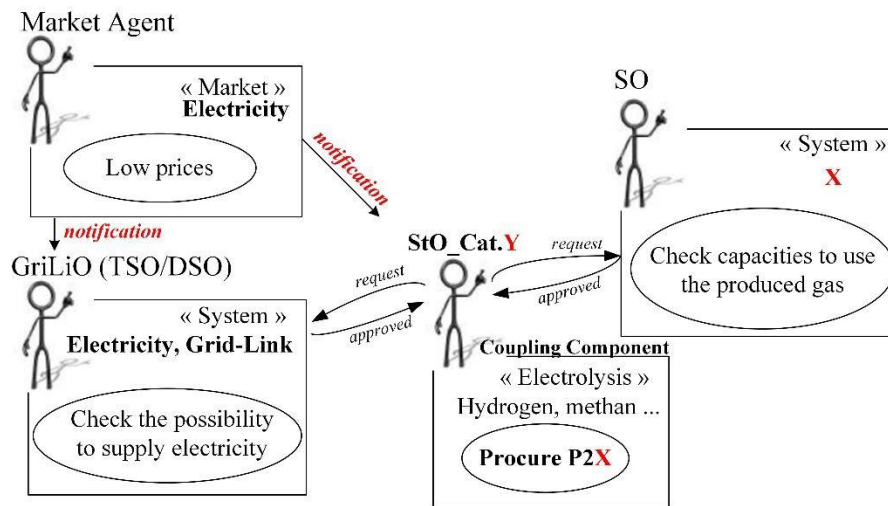 Market Agent
« Market »
Electricity
Low prices
notification
notification
SO
« System »
X
Check capacities to use
the produced gas
GriLiO (TSO/DSO)
« System »
Electricity, Grid-Link
Check the possibility
to supply electricity
StO_Cat.Y
request
approved
request
approved
Coupling Component
« Electrolysis »
Hydrogen, methan ...
Procure P2X